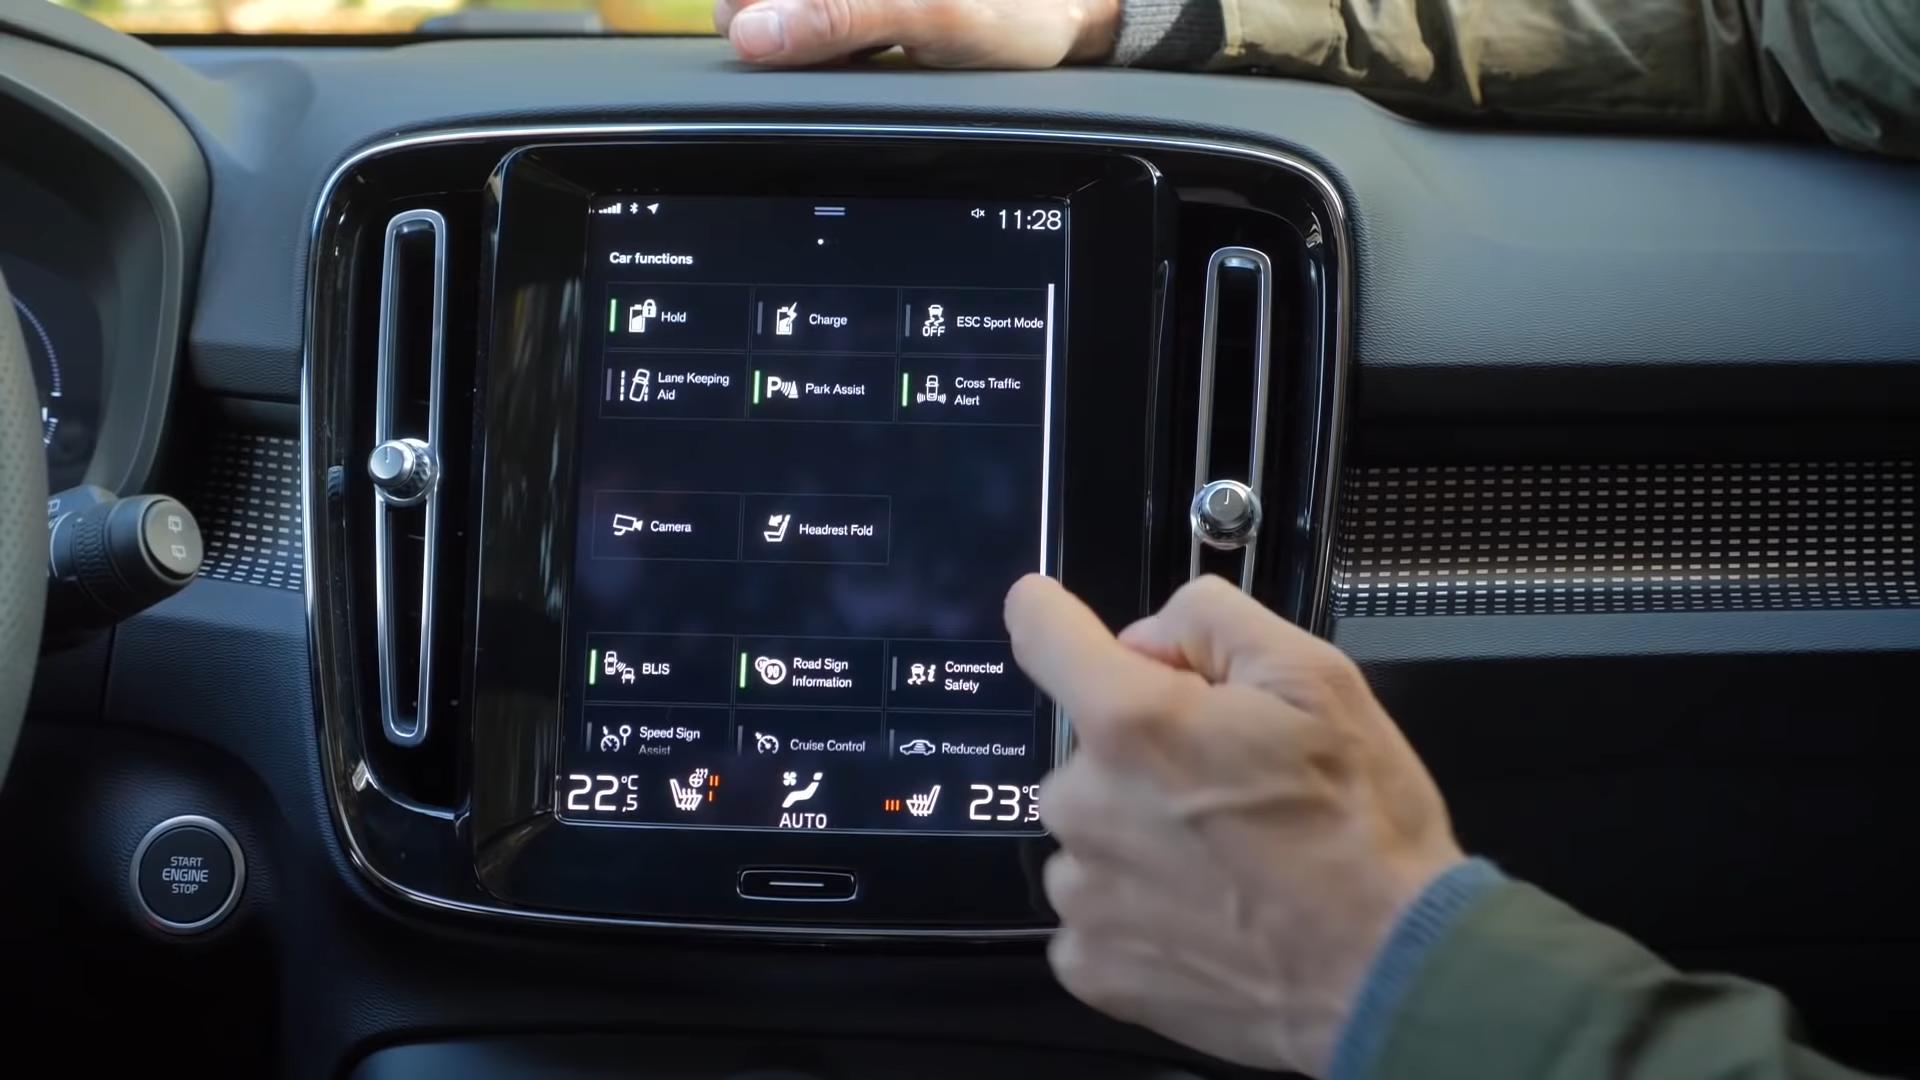 11:28
Car functions
Hold
Charge
OFF
ESC Sport Mode
Lane Keeping
Aid
P
Park Assist
Cross Traffic
Alert
Camera
Headrest Fold
BLIS
90
Road Sign
Information
Connected
Safety
Speed Sign
Assist
Cruise Control
Reduced Guard
22,5°C
AUTO
23,5°C
START
ENGINE
STOP